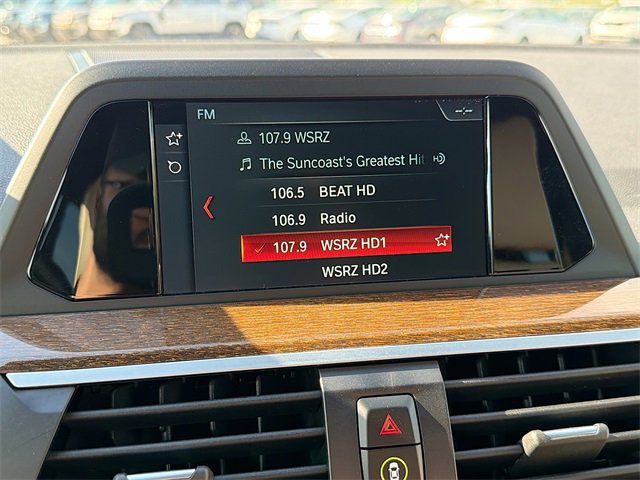 FM
107.9 WSRZ
The Suncoast's Greatest Hit
106.5 BEAT HD
106.9 Radio
107.9 WSRZ HD1
WSRZ HD2